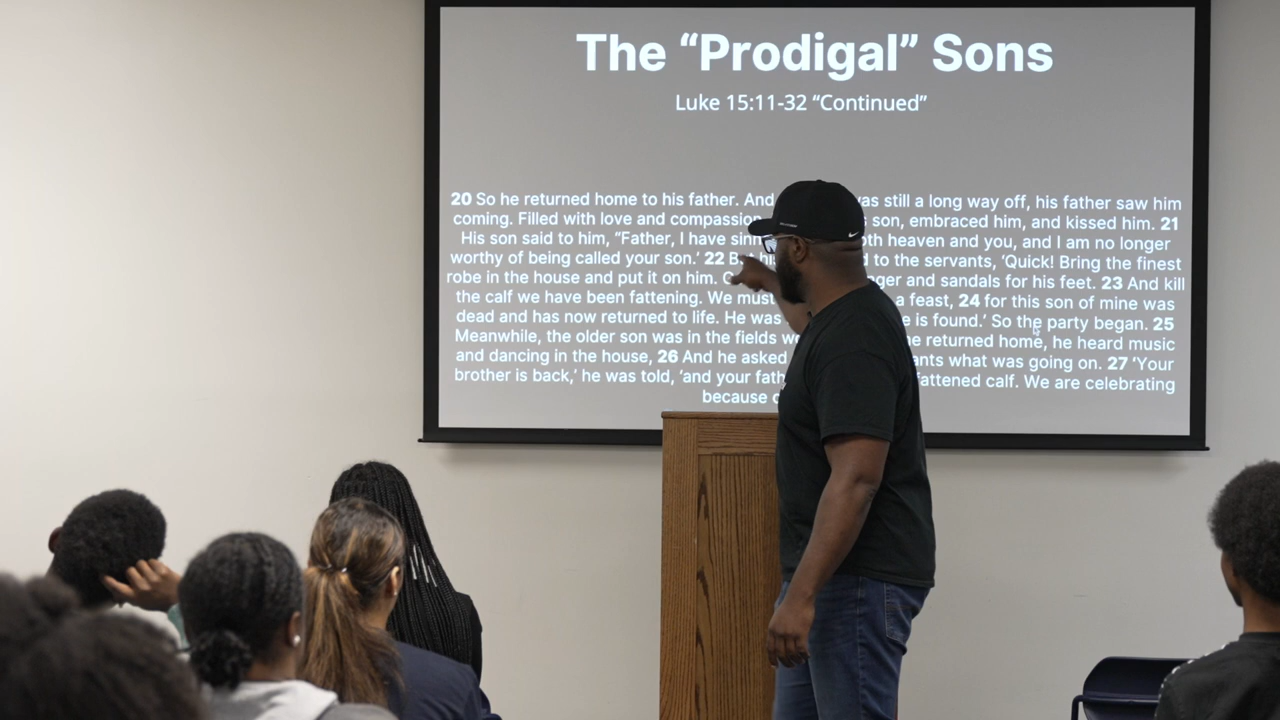 The “Prodigal” Sons
Luke 15:11-32 “Continued”
20 So he returned home to his father. And was still a long way off, his father saw him
coming. Filled with love and compassion son, embraced him, and kissed him. 21
His son said to him, “Father, I have both heaven and you, and I am no longer
worthy of being called your son.’ 22 But his to the servants, ‘Quick! Bring the finest
robe in the house and put it on him. and sandals for his feet. 23 And kill
the calf we have been fattening. We must a feast, 24 for this son of mine was
dead and has now returned to life. He was is found.’ So the party began. 25
Meanwhile, the older son was in the fields he returned home, he heard music
and dancing in the house, 26 And he asked what was going on. 27 ‘Your
brother is back,’ he was told, ‘and your fattened calf. We are celebrating
because